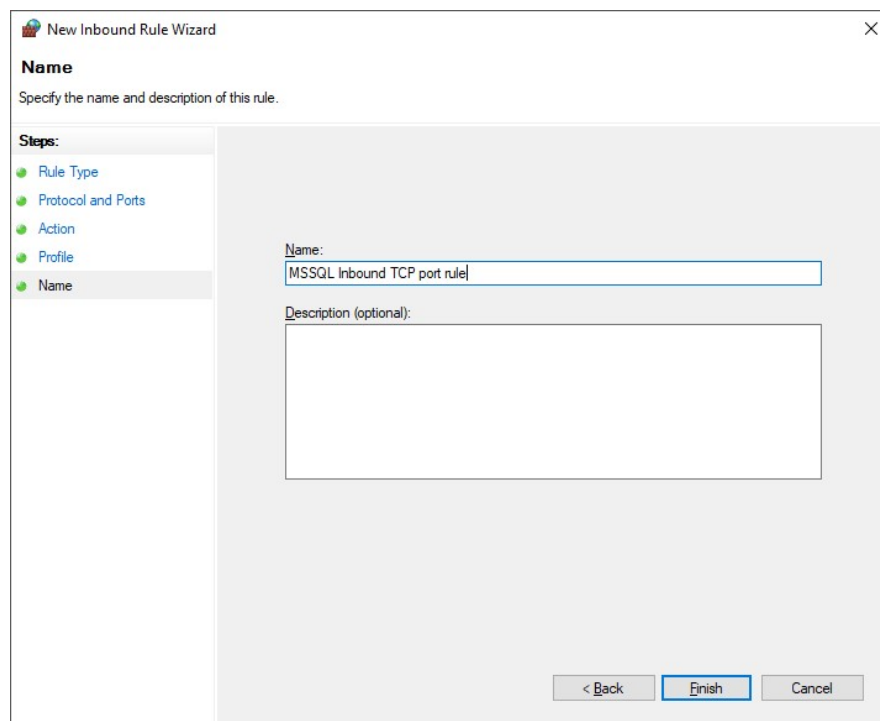 New Inbound Rule Wizard
Name
Specify the name and description of this rule.
Steps:
Rule Type
Protocol and Ports
Action
Profile
Name
Name:
MSSQL Inbound TCP port rule
Description (optional):
< Back
Finish
Cancel